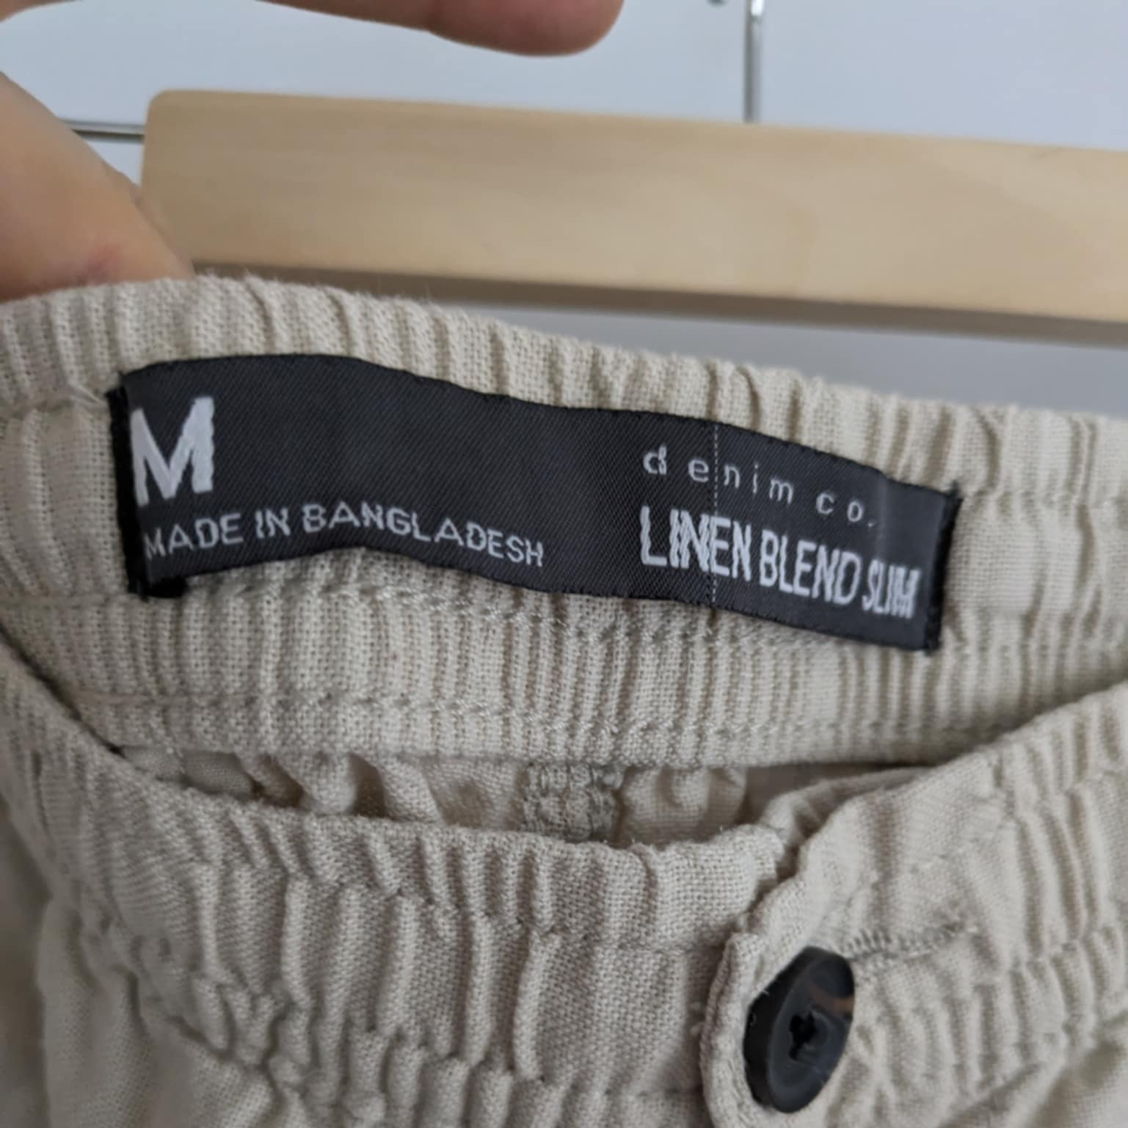 M
MADE IN BANGLADESH
denim co.
LINEN BLEND SLIM